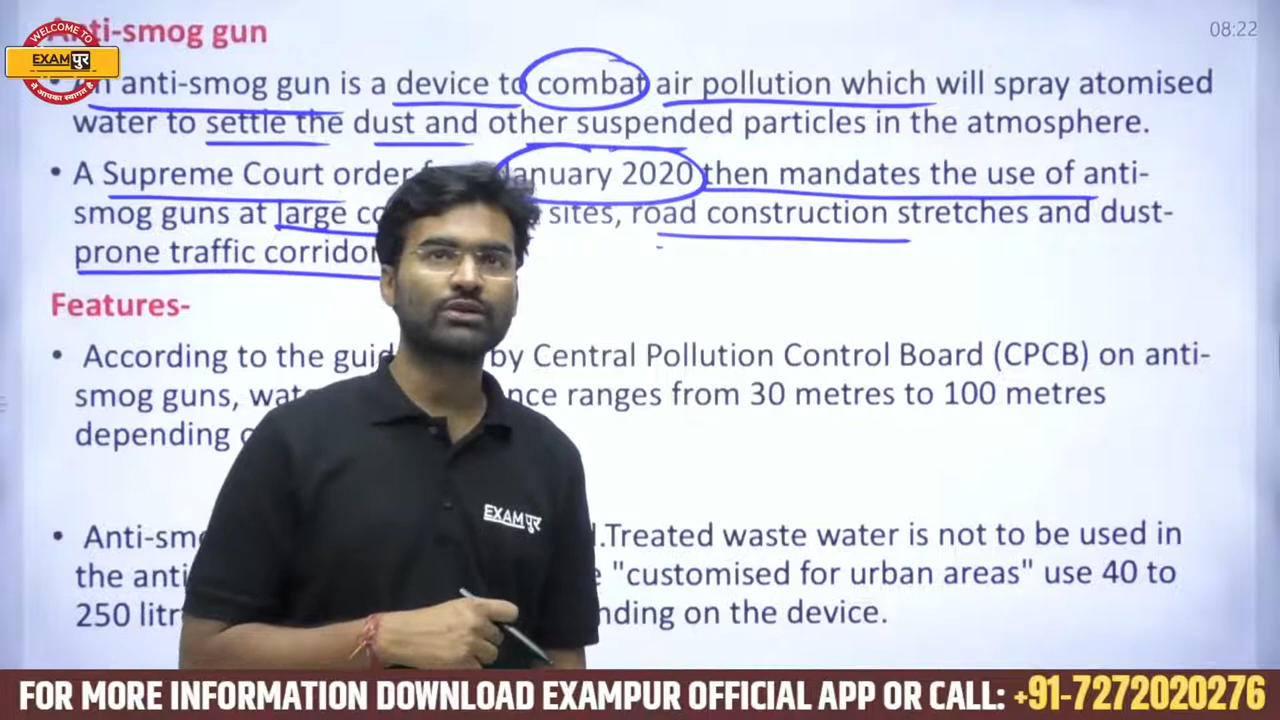 Anti-smog gun
08:22
WELCOME TO
EXAMपुर
में आपका स्वागत है
an anti-smog gun is a device to combat air pollution which will spray atomised
water to settle the dust and other suspended particles in the atmosphere.
• A Supreme Court order January 2020 then mandates the use of anti-
smog guns at large sites, road construction stretches and dust-
prone traffic corridor
Features-
• According to the guid by Central Pollution Control Board (CPCB) on anti-
smog guns, wat nce ranges from 30 metres to 100 metres
depending
• Anti-smo .Treated waste water is not to be used in
the anti "customised for urban areas" use 40 to
250 litr nding on the device.
EXAMपुर
FOR MORE INFORMATION DOWNLOAD EXAMPUR OFFICIAL APP OR CALL: +91-7272020276